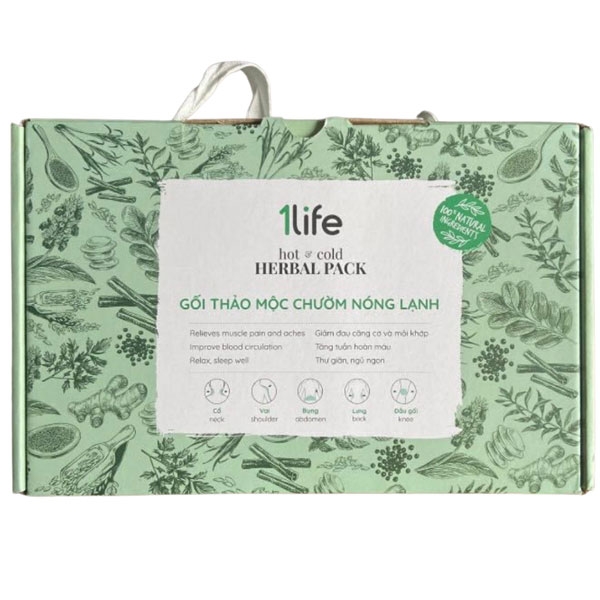 1life
100% NATURAL
INGREDIENTS
hot & cold
HERBAL PACK
GỐI THẢO MỘC CHƯỜM NÓNG LẠNH
Relieves muscle pain and aches
Giảm đau căng cơ và mỏi khớp
Improve blood circulation
Tăng tuần hoàn máu
Relax, sleep well
Thư giãn, ngủ ngon
Cổ
neck
Vai
shoulder
Bụng
abdomen
Lưng
back
Đầu gối
knee